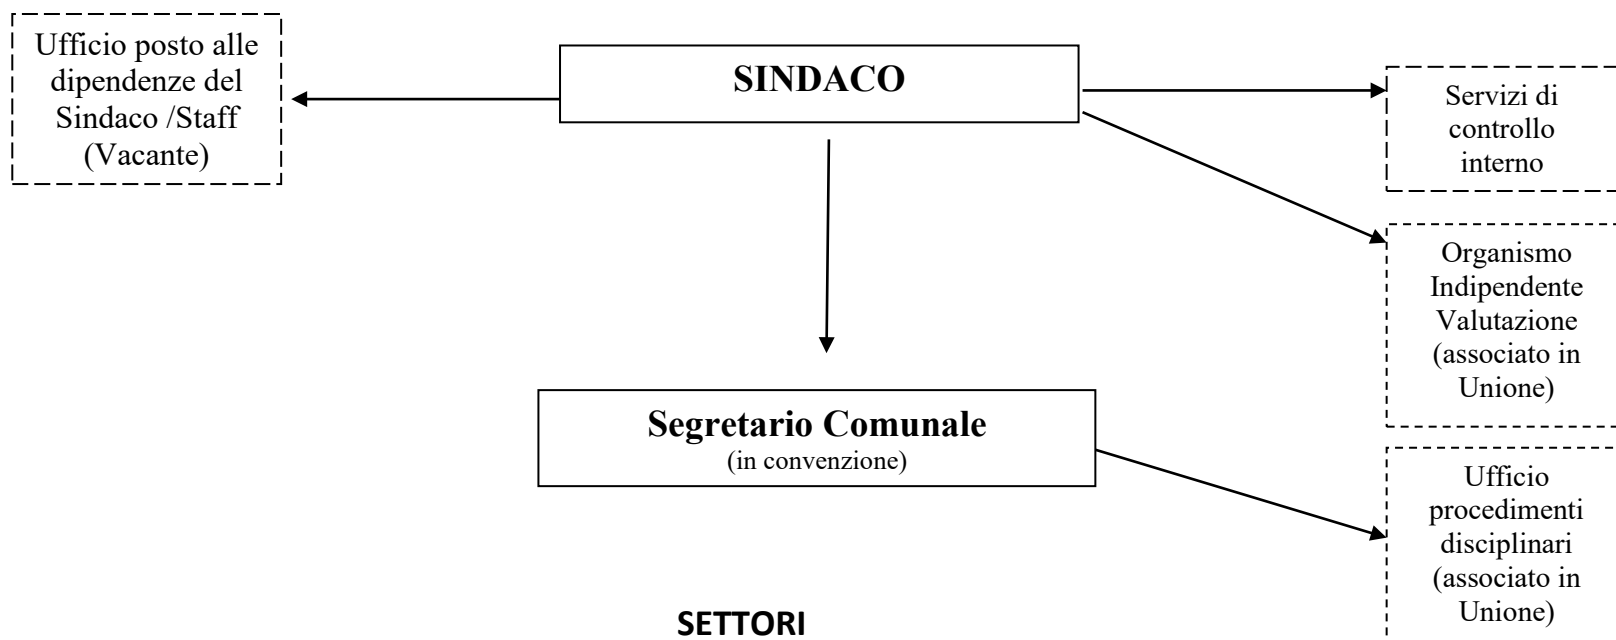 Ufficio posto alle
dipendenze del
Sindaco /Staff
(Vacante)
SINDACO
Servizi di
controllo
interno
Organismo
Indipendente
Valutazione
(associato in
Unione)
Segretario Comunale
(in convenzione)
Ufficio
procedimenti
disciplinari
(associato in
Unione)
SETTORI